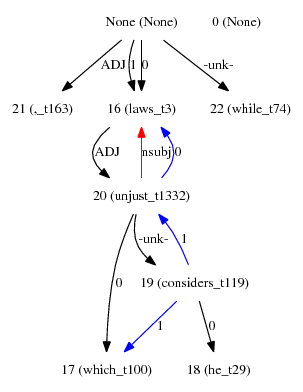 None (None) 0 (None)
ADJ 1 0 -unk-
21 (,_t163) 16 (laws_t3) 22 (while_t74)
ADJ nsubj 0
20 (unjust_t1332)
-unk- 1
0 19 (considers_t119)
1 0
17 (which_t100) 18 (he_t29)